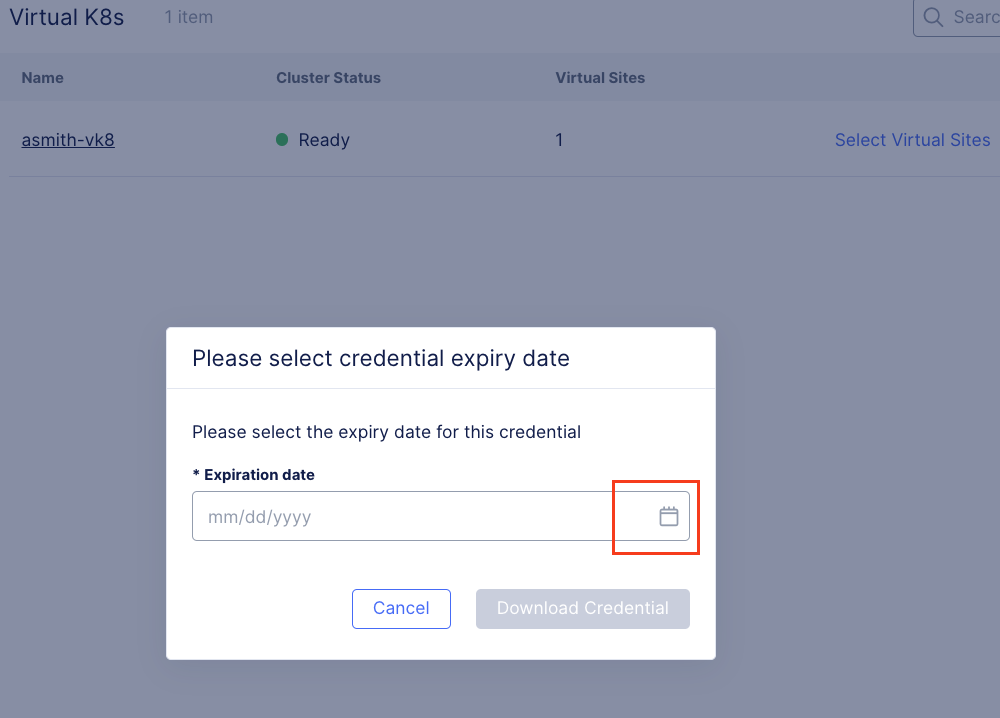 Virtual K8s 1 item
Name Cluster Status Virtual Sites
asmith-vk8 Ready 1 Select Virtual Sites
Please select credential expiry date
Please select the expiry date for this credential
* Expiration date
mm/dd/yyyy
Cancel Download Credential